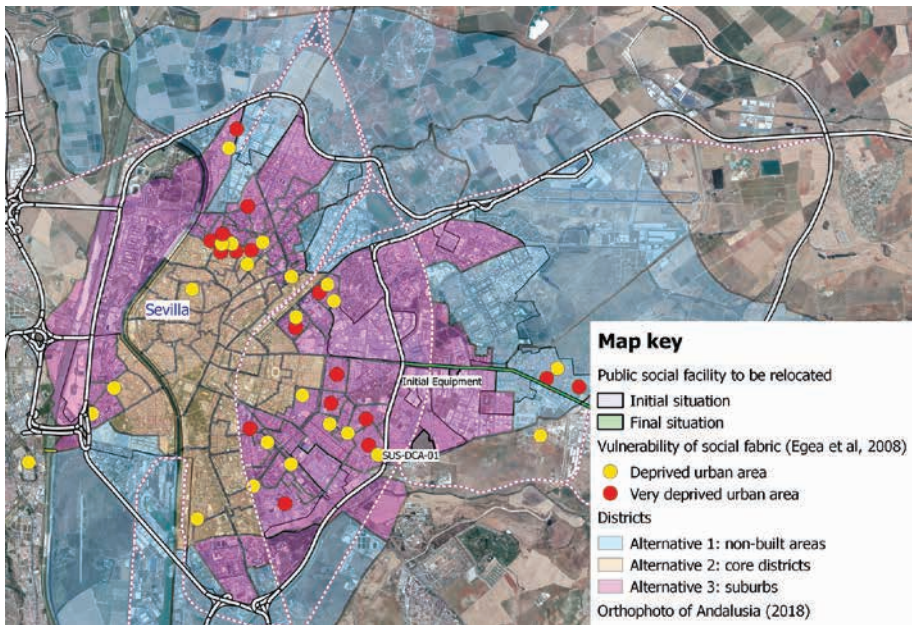 Sevilla
Initial Equipment
SUS-DCA-01
Map key
Public social facility to be relocated
Initial situation
Final situation
Vulnerability of social fabric (Egea et al, 2008)
Deprived urban area
Very deprived urban area
Districts
Alternative 1: non-built areas
Alternative 2: core districts
Alternative 3: suburbs
Orthophoto of Andalusia (2018)